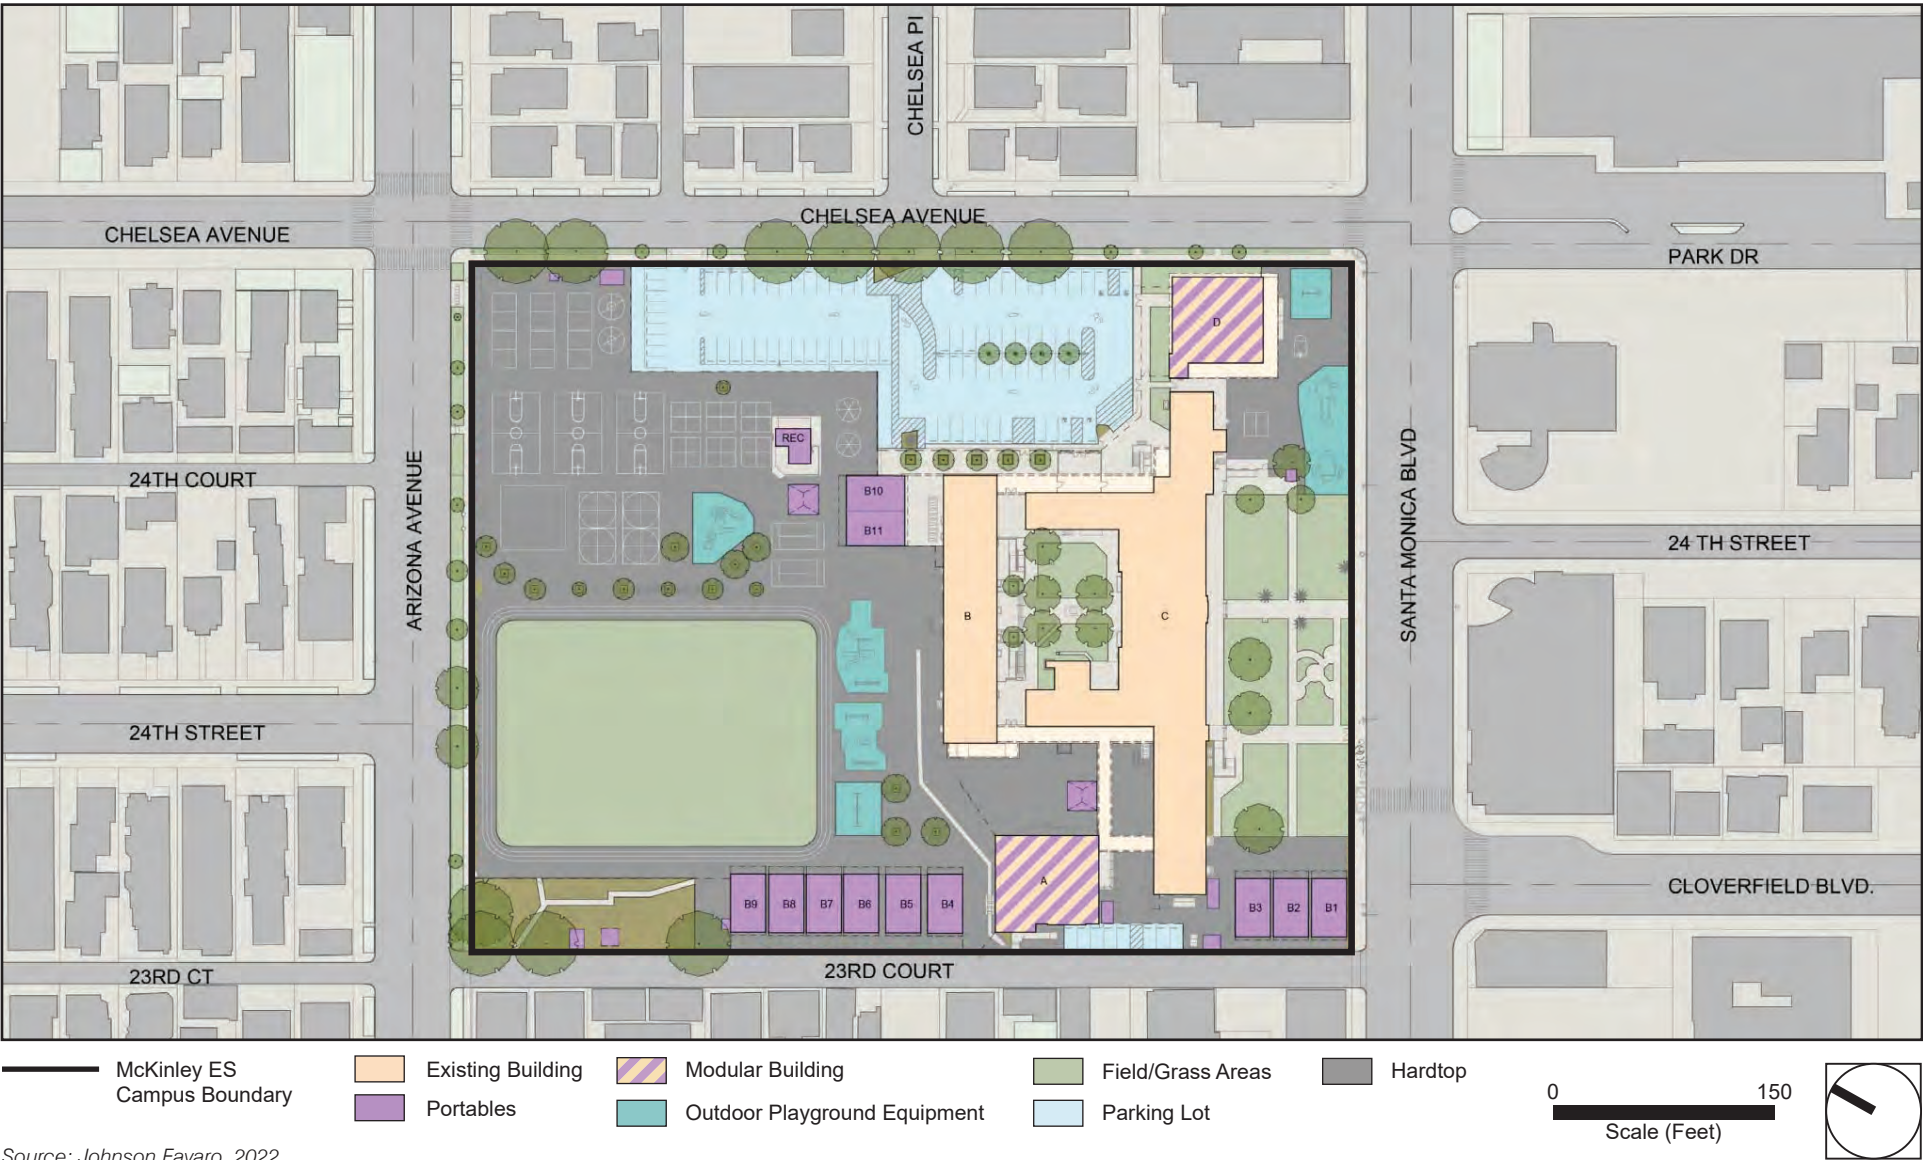 CHELSEA PI
CHELSEA AVENUE
CHELSEA AVENUE
PARK DR
D
REC
24TH COURT
ARIZONA AVENUE
SANTA MONICA BLVD
B10
B11
24 TH STREET
B
C
24TH STREET
A
CLOVERFIELD BLVD.
B9
B8
B7
B6
B5
B4
B3
B2
B1
23RD CT
23RD COURT
McKinley ES
Campus Boundary
Existing Building
Portables
Modular Building
Outdoor Playground Equipment
Field/Grass Areas
Parking Lot
Hardtop
0
150
Scale (Feet)
Source: Johnson Favaro, 2022